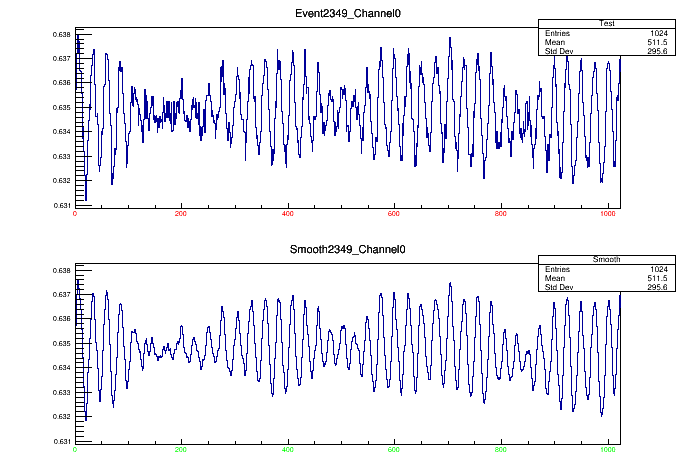 Event2349_Channel0
Test
Entries 1024
Mean 511.5
Std Dev 295.6
0.638
0.637
0.636
0.635
0.634
0.633
0.632
0.631
0 200 400 600 800 1000
Smooth2349_Channel0
Smooth
Entries 1024
Mean 511.5
Std Dev 295.6
0.638
0.637
0.636
0.635
0.634
0.633
0.632
0.631
0 200 400 600 800 1000